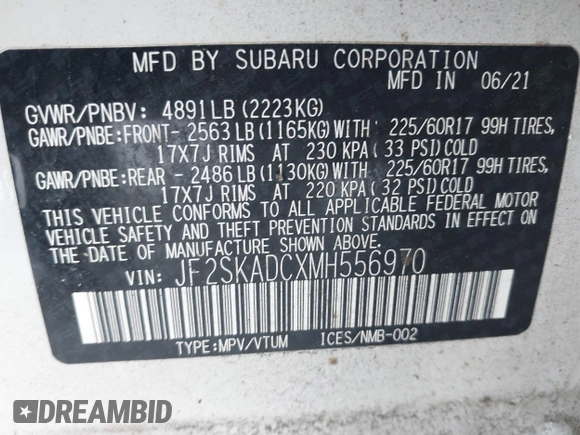 MFD BY SUBARU CORPORATION
MFD IN 06/21
GVWR/PNBV: 4891LB (2223KG)
GAWR/PNBE:FRONT- 2563LB(1165KG)WITH 225/60R17 99H TIRES,
17X7J RIMS AT 230 KPA (33 PSI)COLD
GAWR/PNBE:REAR - 2486LB(1130KG)WITH 225/60R17 99H TIRES,
17X7J RIMS AT 220 KPA (32 PSI)COLD
THIS VEHICLE CONFORMS TO ALL APPLICABLE FEDERAL MOTOR
VEHICLE SAFETY AND THEFT PREVENTION STANDARDS IN EFFECT ON
THE DATE OF MANUFACTURE SHOWN ABOVE.
VIN: JF2SKADCXMH556970
TYPE:MPV/VTUM ICES/NMB-002
DREAMBID